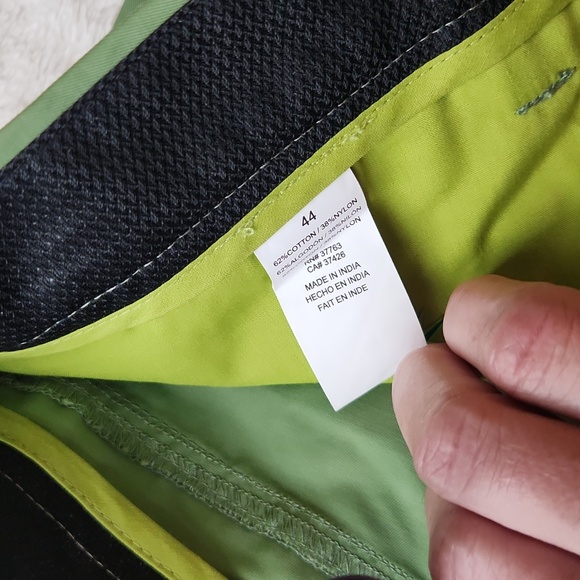 44
62%COTTON / 38%NYLON
62%ALGODON / 38%NILON
NYLON
RN# 37763
CA# 37426
MADE IN INDIA
HECHO EN INDIA
FAIT EN INDE